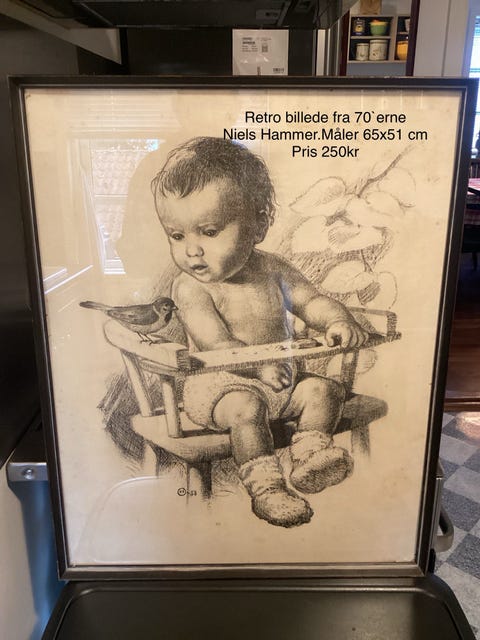 Retro billede fra 70`erne
Niels Hammer.Måler 65x51 cm
Pris 250kr